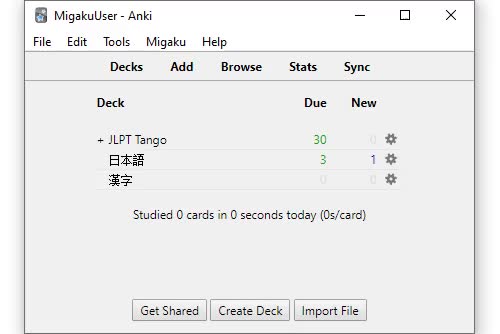 MigakuUser - Anki
File Edit Tools Migaku Help
Decks Add Browse Stats Sync
Deck Due New
+ JLPT Tango 30 0
日本語 3 1
漢字 0 0
Studied 0 cards in 0 seconds today (0s/card)
Get Shared Create Deck Import File